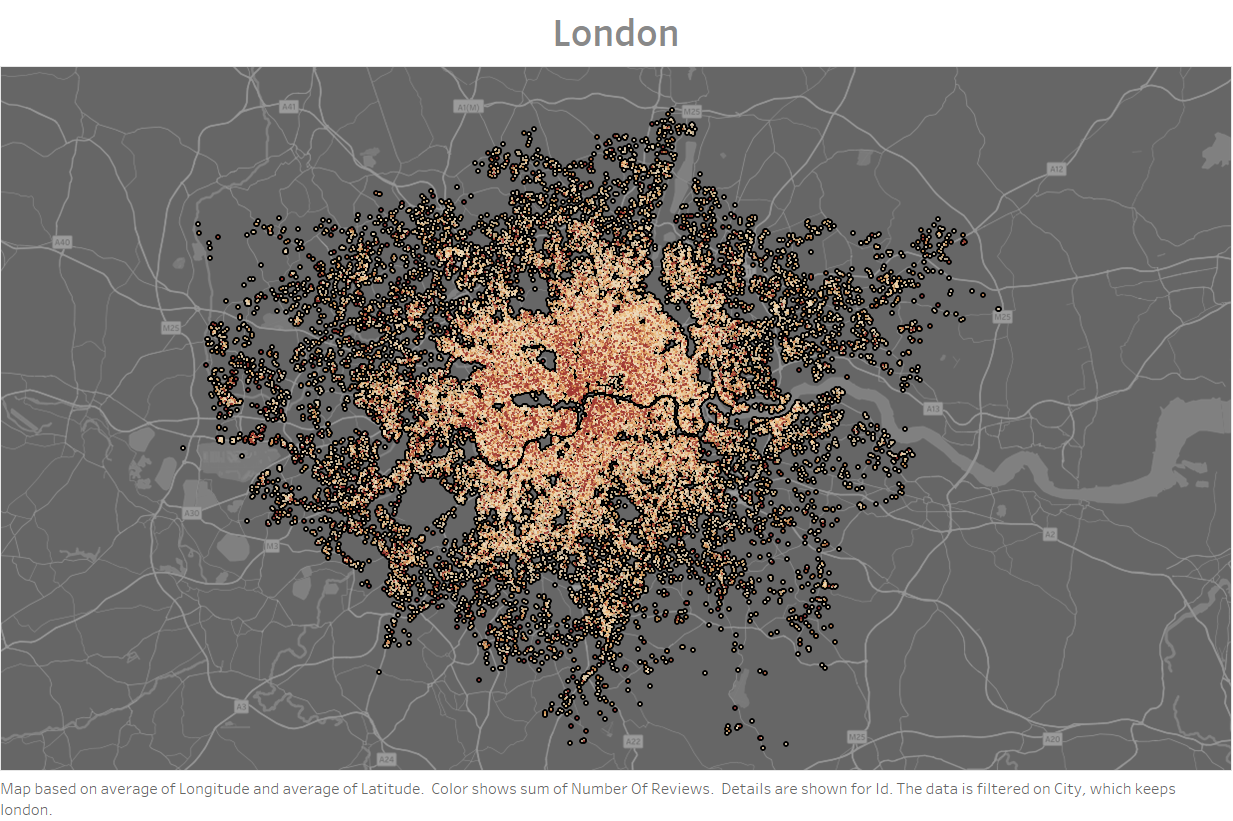 London
A41
A1(M)
M25
A12
A40
M25
M25
A13
A30
A2
M3
A3
A22
M25
A20
A24
Map based on average of Longitude and average of Latitude.  Color shows sum of Number Of Reviews.  Details are shown for Id. The data is filtered on City, which keeps
london.